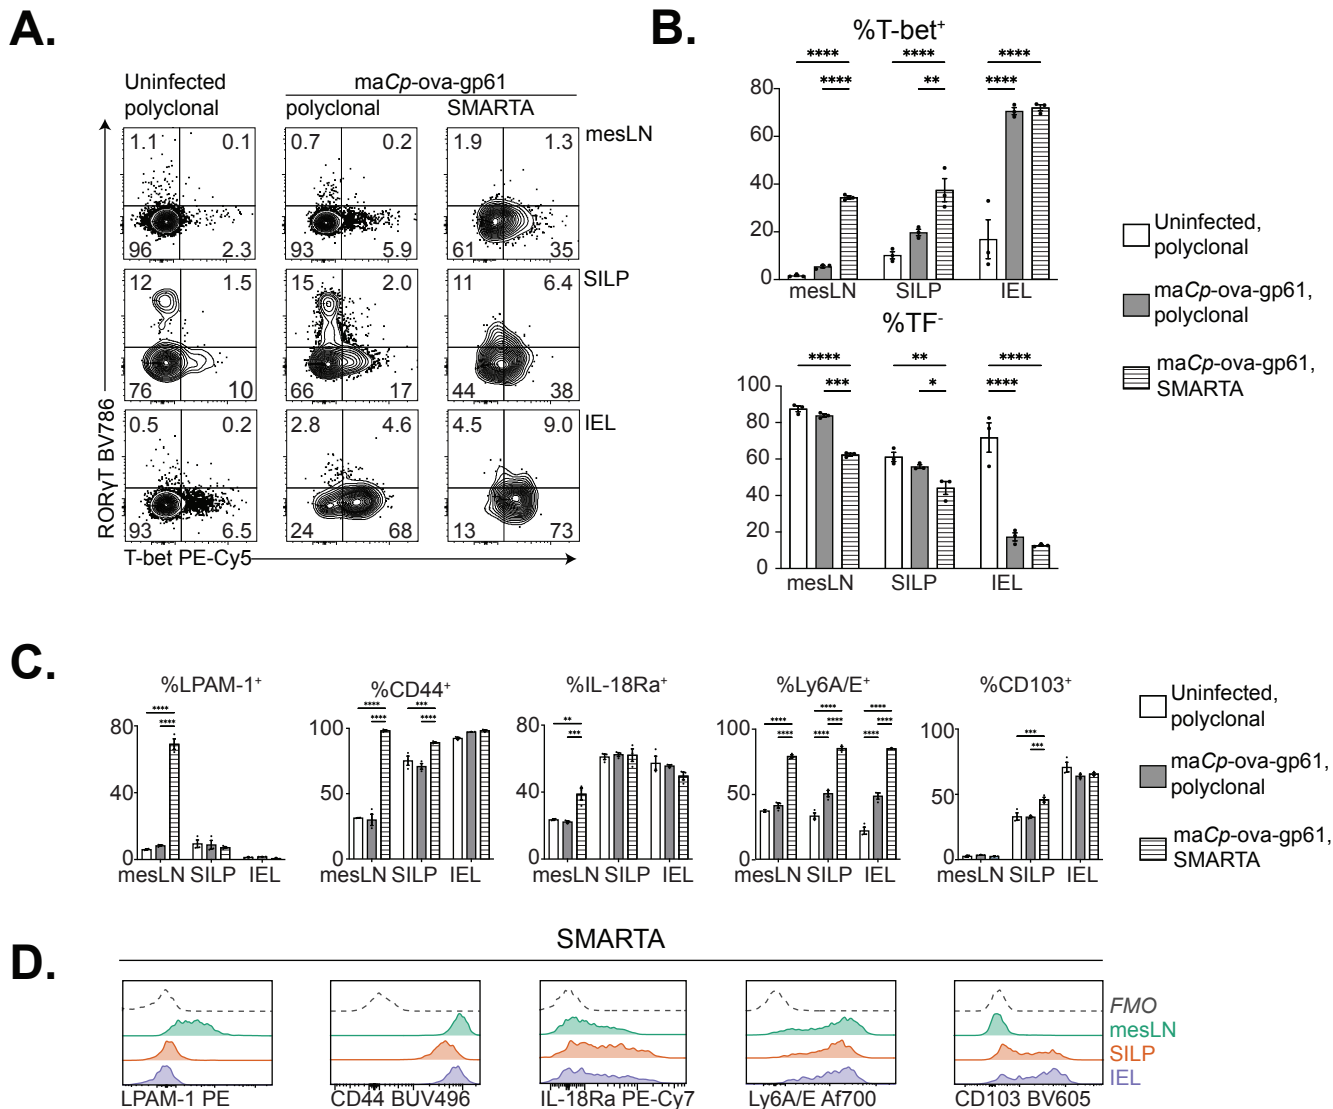 A.
Uninfected
polyclonal
maCp-ova-gp61
polyclonal
SMARTA
mesLN
1.1 0.1
96 2.3
0.7 0.2
93 5.9
1.9 1.3
61 35
SILP
12 1.5
76 10
15 2.0
66 17
11 6.4
44 38
IEL
0.5 0.2
93 6.5
2.8 4.6
24 68
4.5 9.0
13 73
RORγT BV786
T-bet PE-Cy5
B.
%T-bet+
**** **** ****
**** ** ****
80
60
40
20
0
mesLN SILP IEL
%TF-
**** ** ****
*** * ****
100
80
60
40
20
0
mesLN SILP IEL
Uninfected,
polyclonal
maCp-ova-gp61,
polyclonal
maCp-ova-gp61,
SMARTA
C.
%LPAM-1+
****
****
80
40
0
mesLN SILP IEL
%CD44+
**** ***
**** ****
100
50
0
mesLN SILP IEL
%IL-18Ra+
**
***
80
40
0
mesLN SILP IEL
%Ly6A/E+
**** **** ****
**** **** **** **** ****
100
50
0
mesLN SILP IEL
%CD103+
***
***
100
50
0
mesLN SILP IEL
Uninfected,
polyclonal
maCp-ova-gp61,
polyclonal
maCp-ova-gp61,
SMARTA
D.
SMARTA
FMO
mesLN
SILP
IEL
LPAM-1 PE
CD44 BUV496
IL-18Ra PE-Cy7
Ly6A/E Af700
CD103 BV605